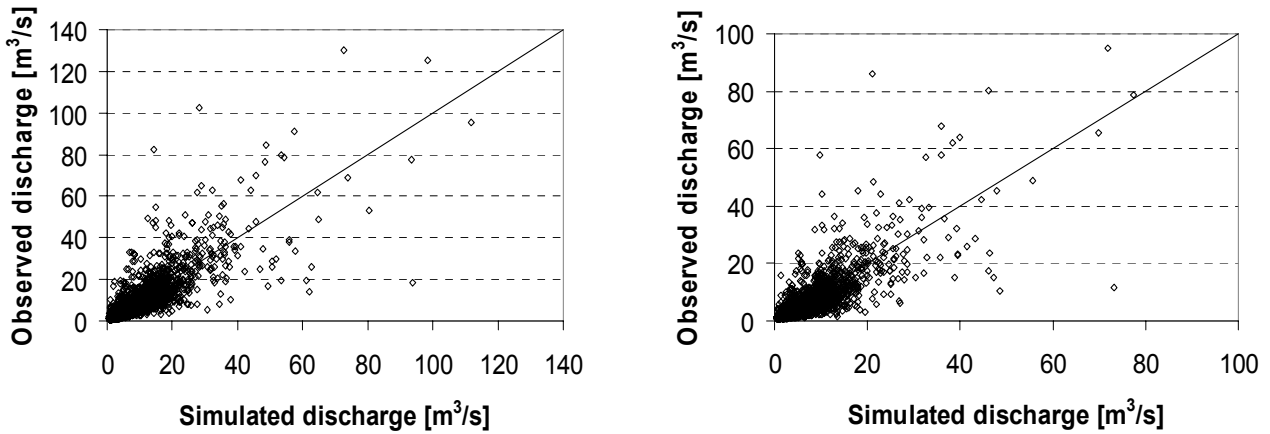 Observed discharge [m³/s]
140
120
100
80
60
40
20
0
0 20 40 60 80 100 120 140
Simulated discharge [m³/s]
Observed discharge [m³/s]
100
80
60
40
20
0
0 20 40 60 80 100
Simulated discharge [m³/s]